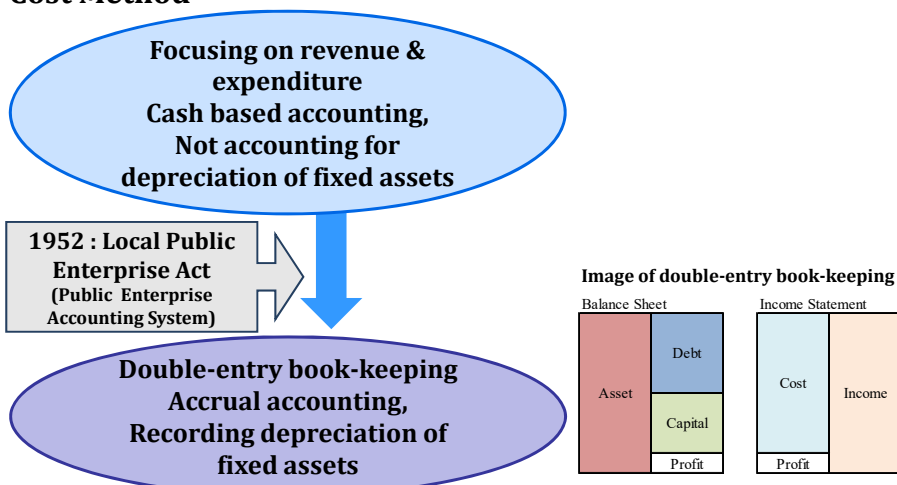 Cost Method
Focusing on revenue &
expenditure
Cash based accounting,
Not accounting for
depreciation of fixed assets
1952 : Local Public
Enterprise Act
(Public Enterprise
Accounting System)
Double-entry book-keeping
Accrual accounting,
Recording depreciation of
fixed assets
Image of double-entry book-keeping
Balance Sheet
Income Statement
Asset
Debt
Capital
Profit
Cost
Profit
Income